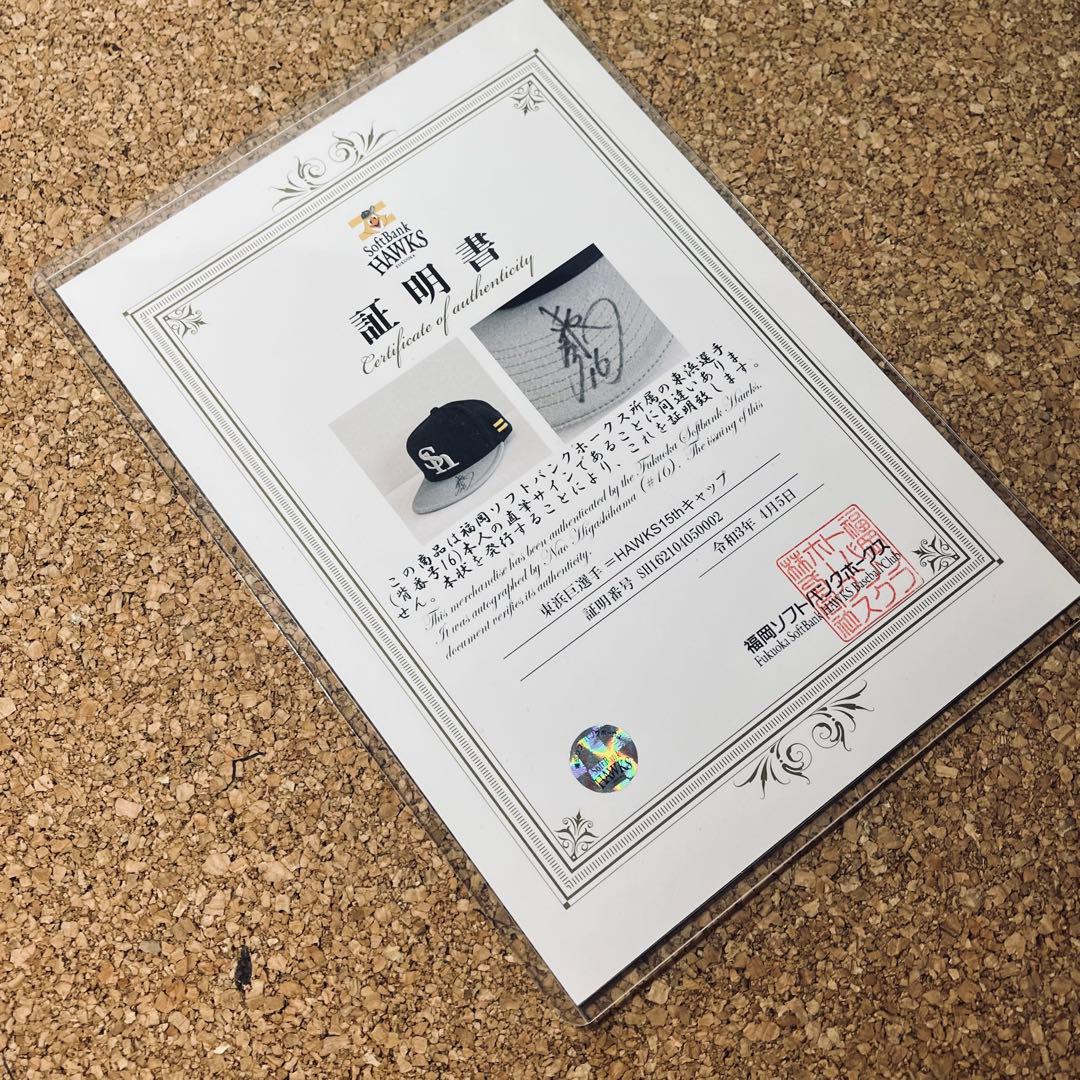 SoftBank
HAWKS
FUKUOKA
証明書
Certificate of authenticity
Sh
16
この商品は福岡ソフトバンクホークス所属の東浜選手
(背番号16)本人の直筆サインであることに間違いありま
せん。本状を発行することにより、これを証明致します。
This merchandise has been authenticated by the Fukuoka Softbank Hawks.
It was autographed by Nao Higashihama (#16). The issuing of this
document verifies its authenticity.
東浜巨選手 =HAWKS15thキャップ
証明番号 SH162104050002
令和3年 4月5日
福岡ソフトバンクホークス
Fukuoka SoftBank HAWKS Baseball Club
HAWKS